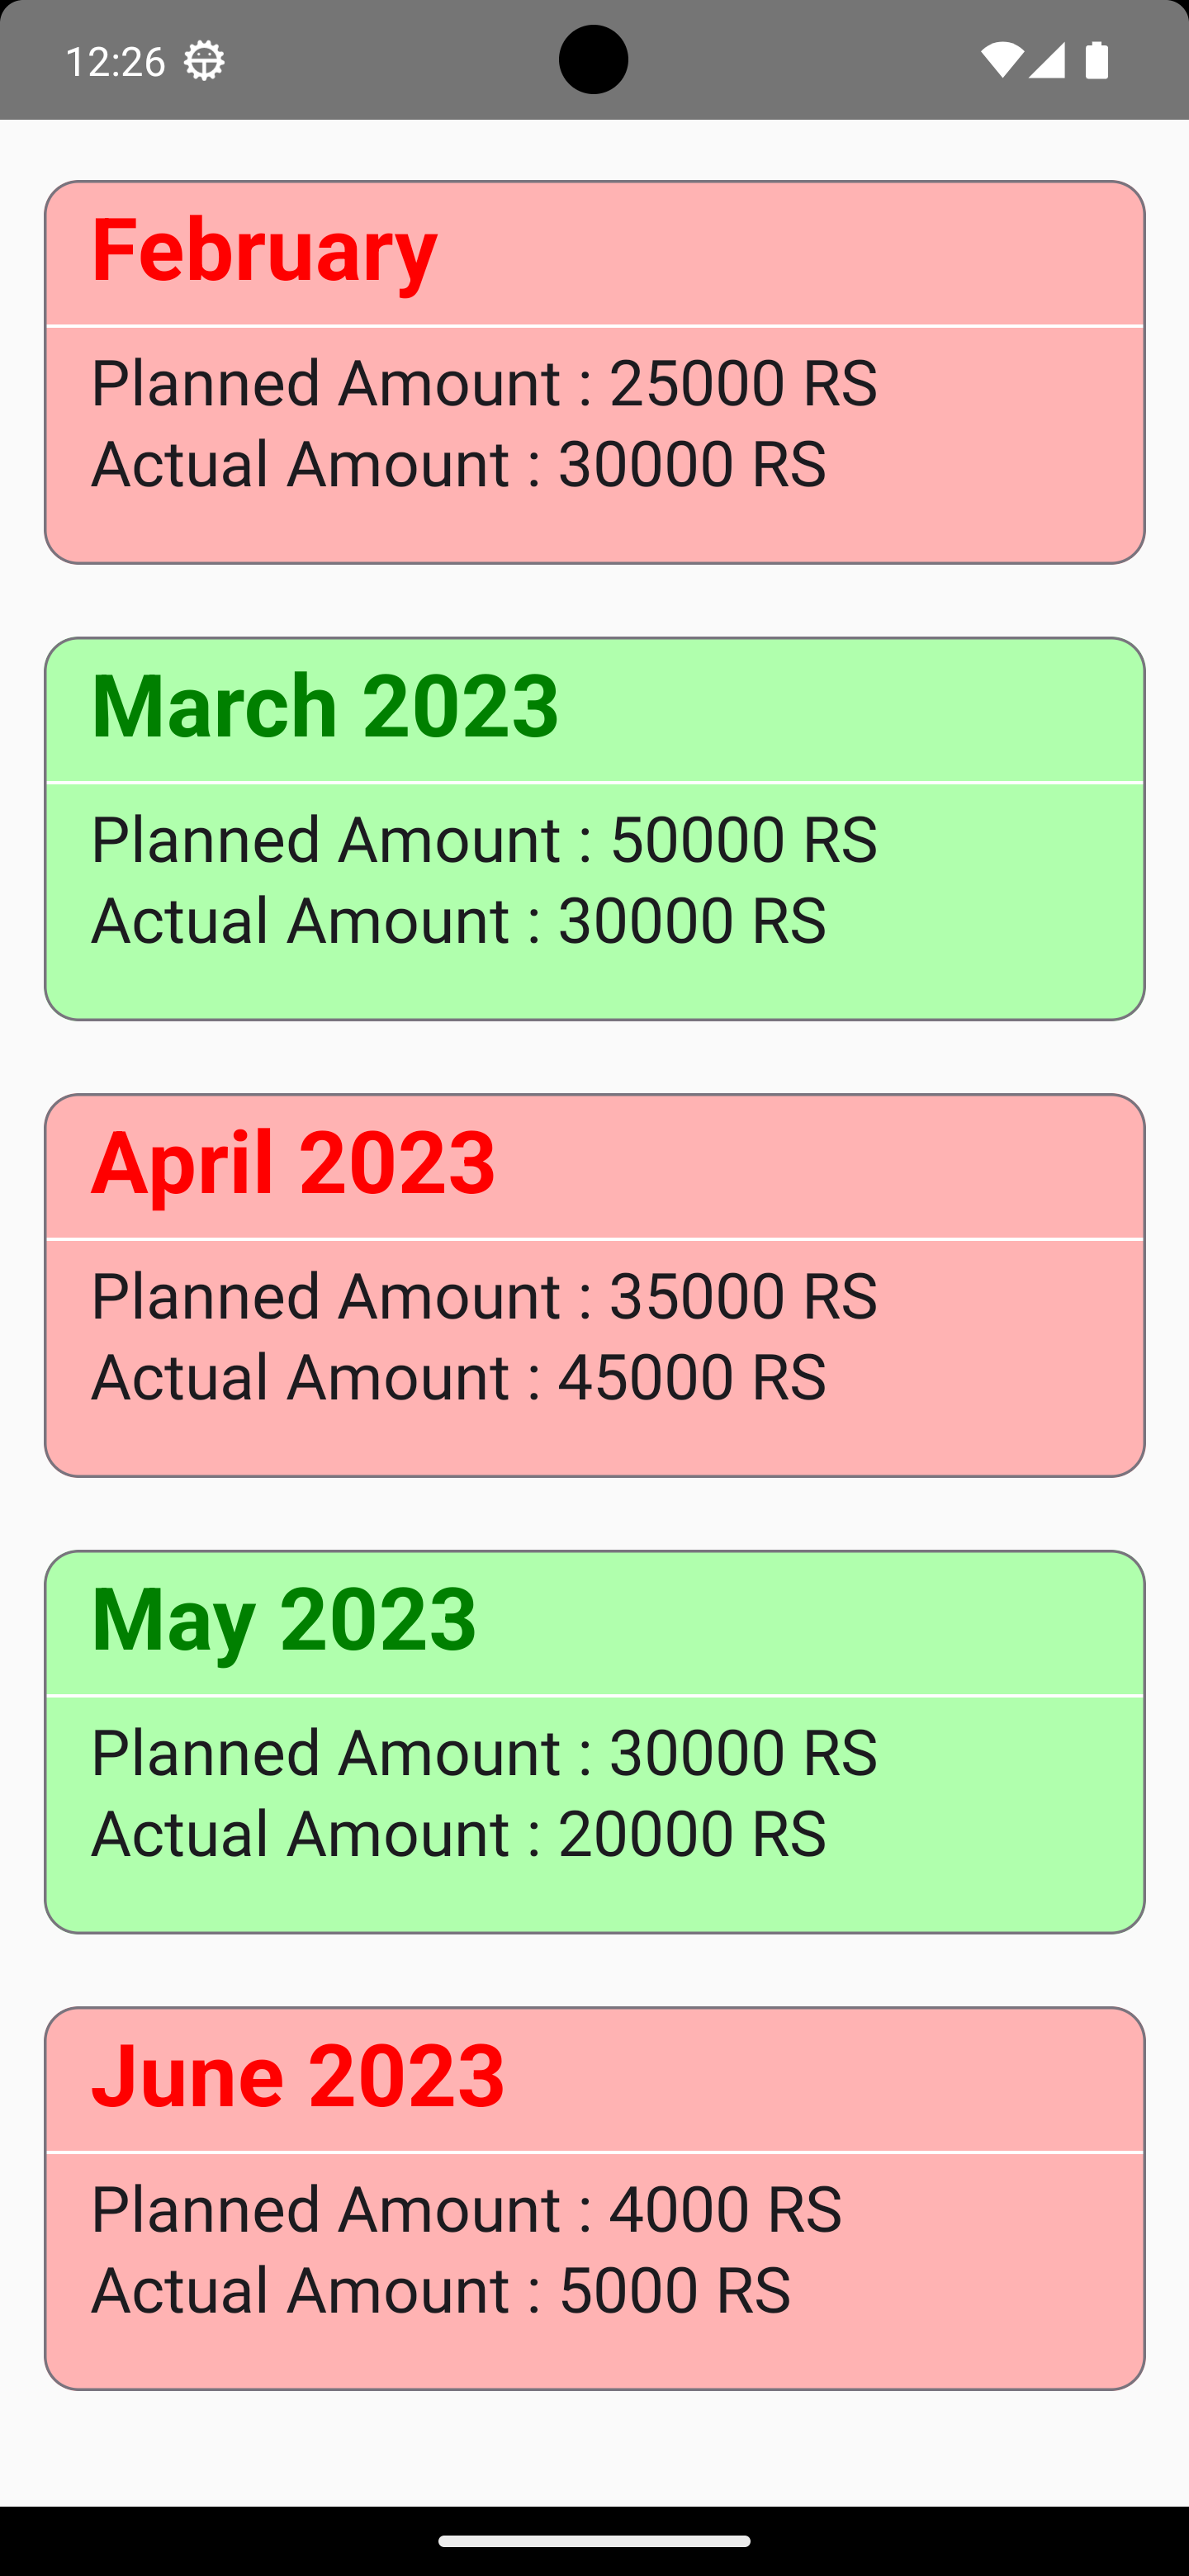 12:26
February
Planned Amount : 25000 RS
Actual Amount : 30000 RS
March 2023
Planned Amount : 50000 RS
Actual Amount : 30000 RS
April 2023
Planned Amount : 35000 RS
Actual Amount : 45000 RS
May 2023
Planned Amount : 30000 RS
Actual Amount : 20000 RS
June 2023
Planned Amount : 4000 RS
Actual Amount : 5000 RS